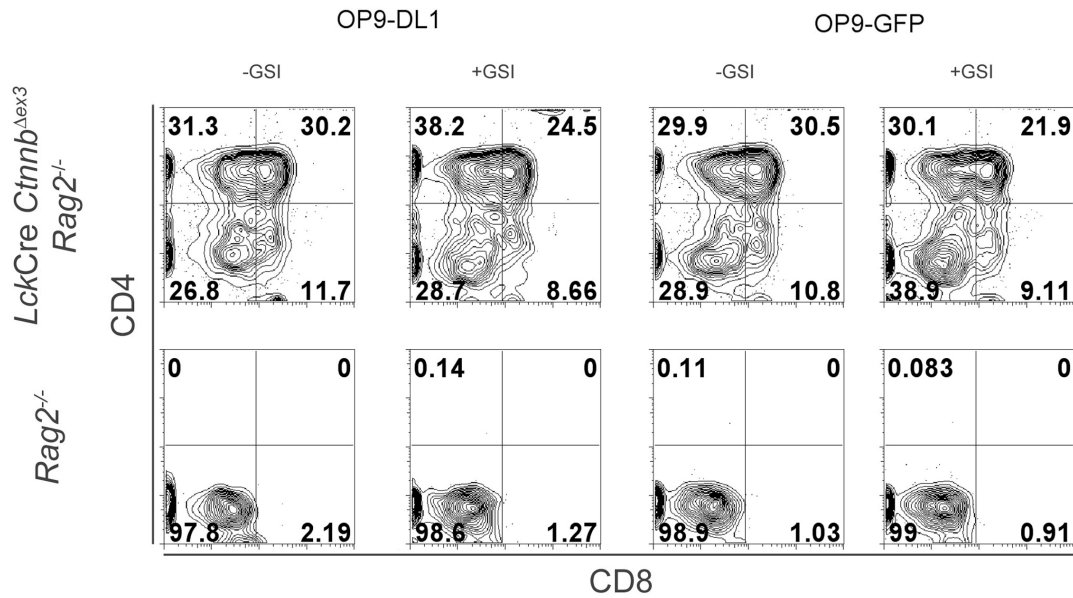 OP9-DL1 OP9-GFP
-GSI +GSI -GSI +GSI
LckCre Ctnnb^Δex3
Rag2^-/-
31.3 30.2 38.2 24.5 29.9 30.5 30.1 21.9
26.8 11.7 28.7 8.66 28.9 10.8 38.9 9.11
CD4
Rag2^-/-
0 0 0.14 0 0.11 0 0.083 0
97.8 2.19 98.6 1.27 98.9 1.03 99 0.91
CD8